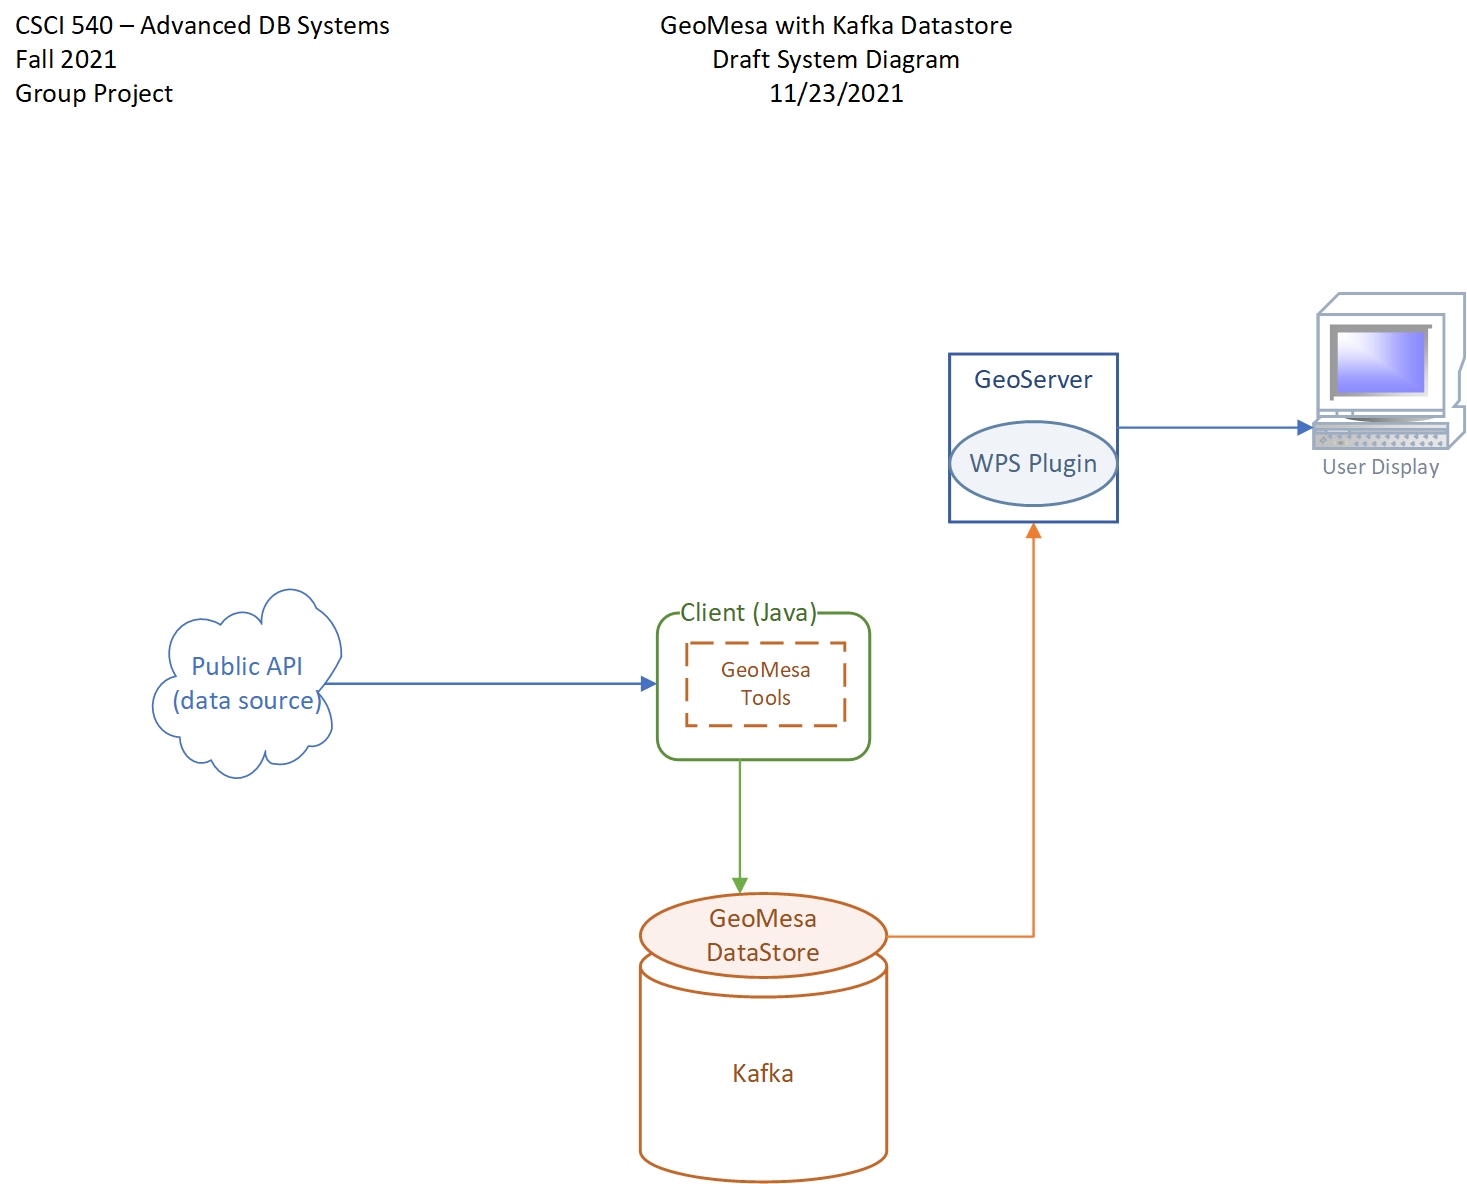 CSCI 540 – Advanced DB Systems
Fall 2021
Group Project
GeoMesa with Kafka Datastore
Draft System Diagram
11/23/2021
GeoServer
WPS Plugin
User Display
Public API
(data source)
Client (Java)
GeoMesa
Tools
GeoMesa
DataStore
Kafka